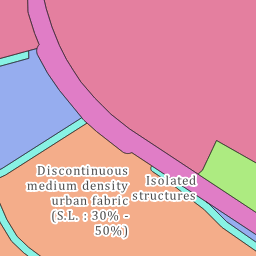 Discontinuous
medium density
urban fabric
(S.L. : 30% -
50%)
Isolated
structures